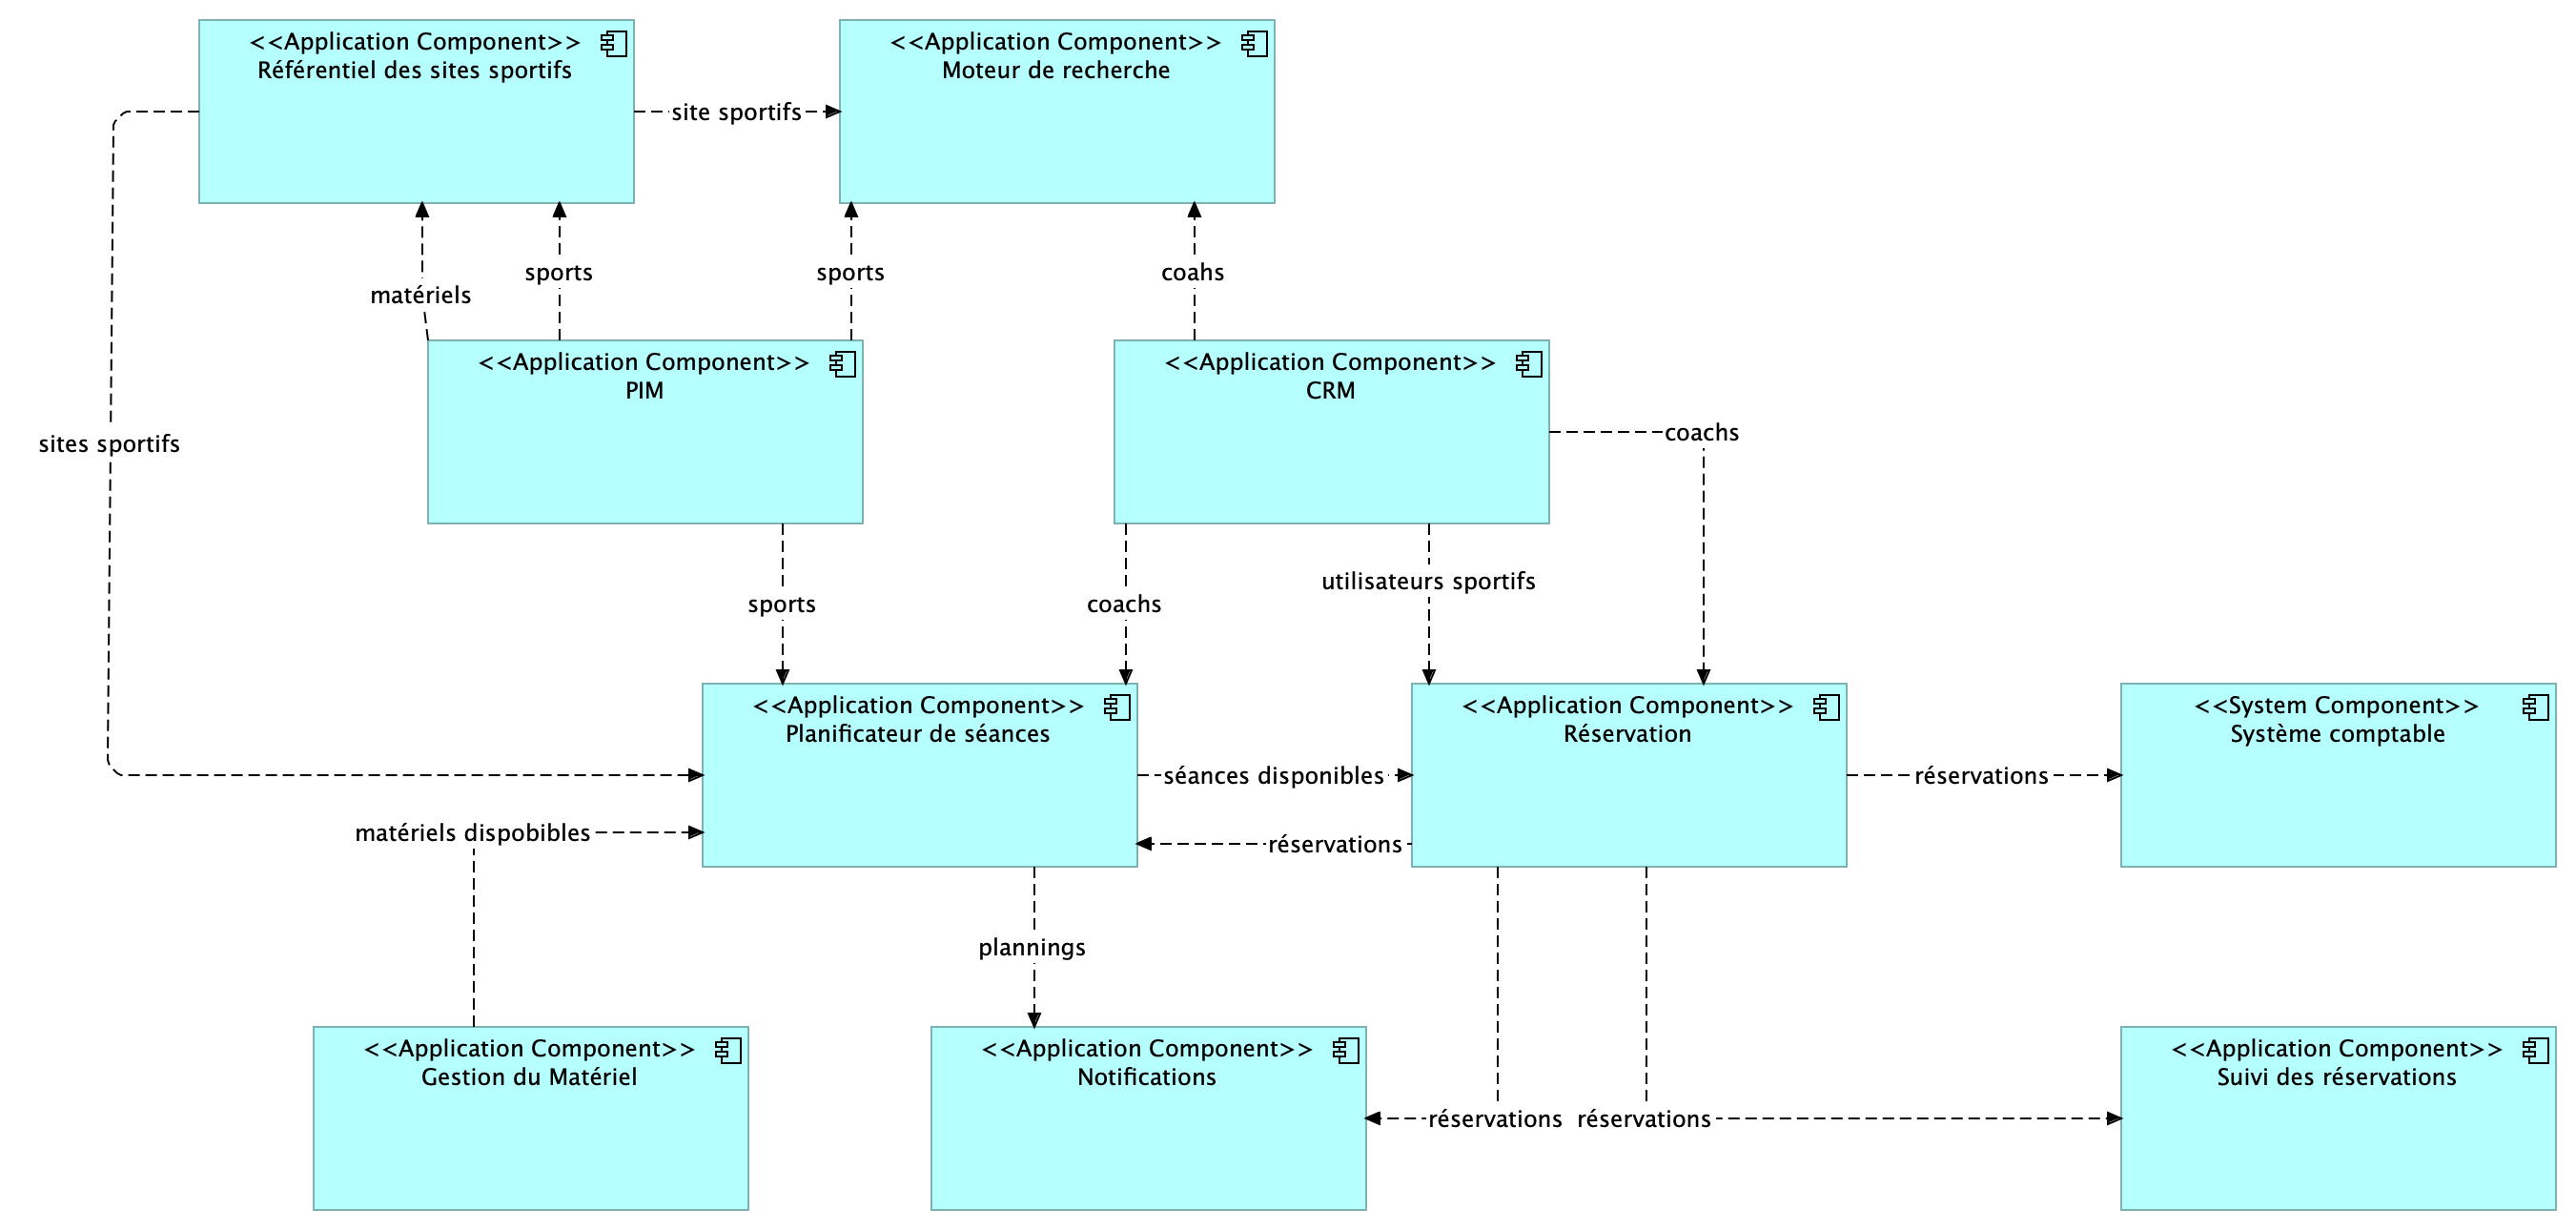 <<Application Component>>
Référentiel des sites sportifs
<<Application Component>>
Moteur de recherche
site sportifs
matériels
sports
sports
coahs
<<Application Component>>
PIM
<<Application Component>>
CRM
coachs
sites sportifs
sports
coachs
utilisateurs sportifs
<<Application Component>>
Planificateur de séances
<<Application Component>>
Réservation
<<System Component>>
Système comptable
séances disponibles
réservations
matériels dispobibles
réservations
plannings
<<Application Component>>
Gestion du Matériel
<<Application Component>>
Notifications
<<Application Component>>
Suivi des réservations
réservations
réservations